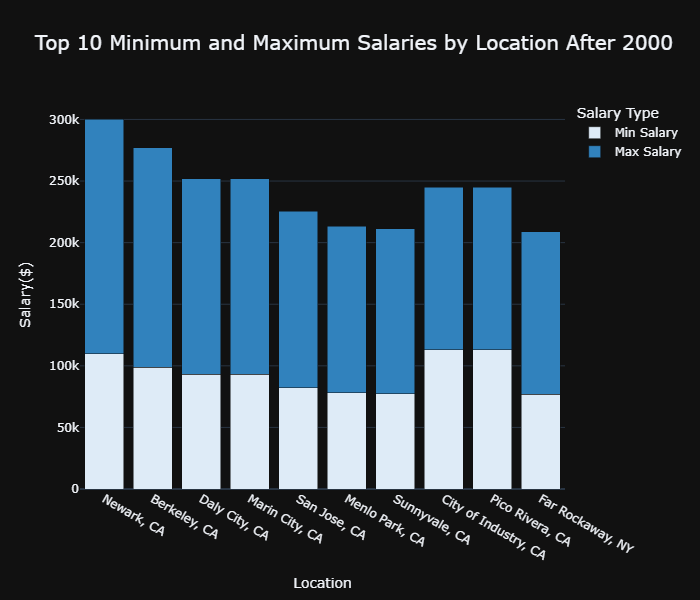 Top 10 Minimum and Maximum Salaries by Location After 2000
Salary Type
Min Salary
Max Salary
300k
250k
200k
150k
100k
50k
0
Salary($)
Newark, CA
Berkeley, CA
Daly City, CA
Marin City, CA
San Jose, CA
Menlo Park, CA
Sunnyvale, CA
City of Industry, CA
Pico Rivera, CA
Far Rockaway, NY
Location